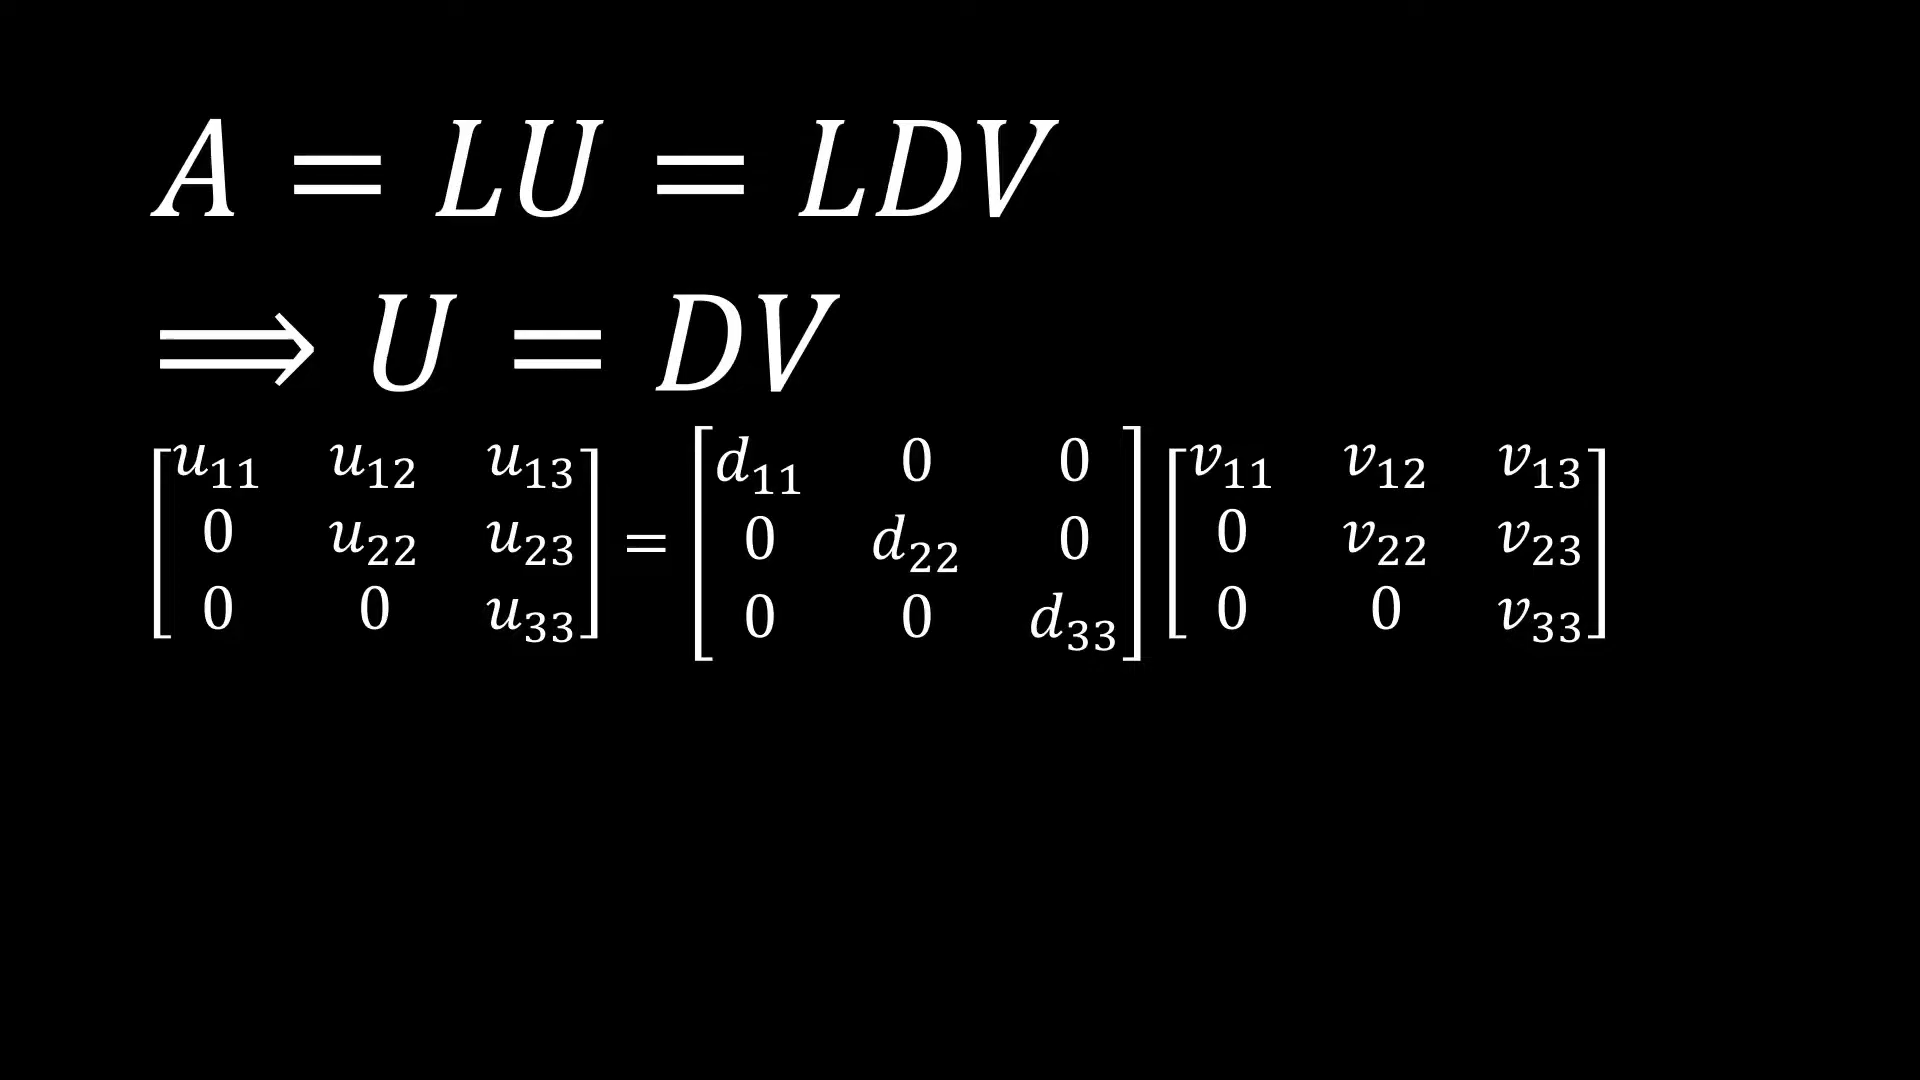 A = LU = LDV
⟹ U = DV
[u₁₁ u₁₂ u₁₃; 0 u₂₂ u₂₃; 0 0 u₃₃] = [d₁₁ 0 0; 0 d₂₂ 0; 0 0 d₃₃] [v₁₁ v₁₂ v₁₃; 0 v₂₂ v₂₃; 0 0 v₃₃]